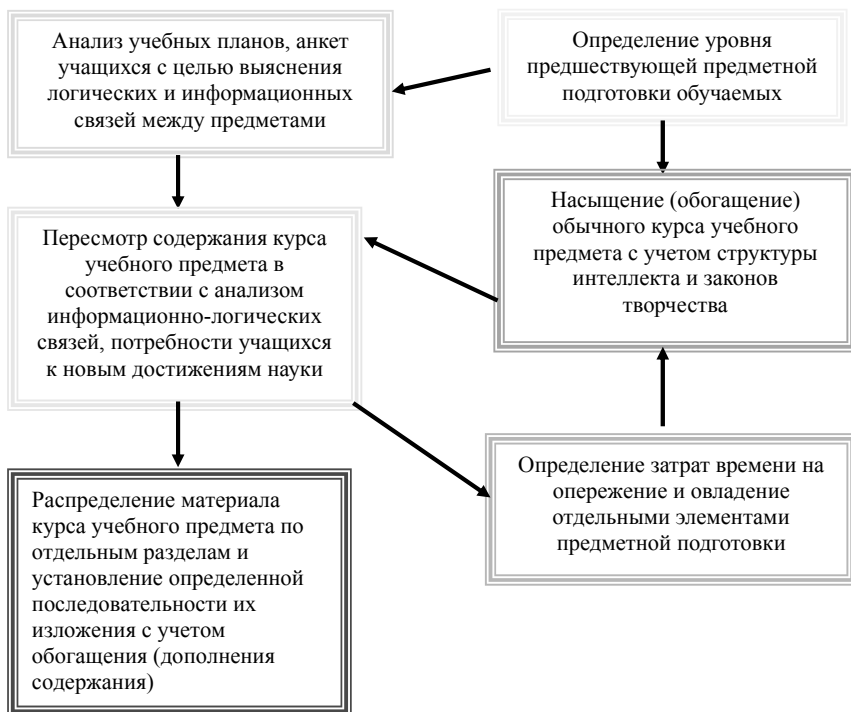 Анализ учебных планов, анкет
учащихся с целью выяснения
логических и информационных
связей между предметами
Определение уровня
предшествующей предметной
подготовки обучаемых
Насыщение (обогащение)
обычного курса учебного
предмета с учетом структуры
интеллекта и законов
творчества
Пересмотр содержания курса
учебного предмета в
соответствии с анализом
информационно-логических
связей, потребности учащихся
к новым достижениям науки
Определение затрат времени на
опережение и овладение
отдельными элементами
предметной подготовки
Распределение материала
курса учебного предмета по
отдельным разделам и
установление определенной
последовательности их
изложения с учетом
обогащения (дополнения
содержания)